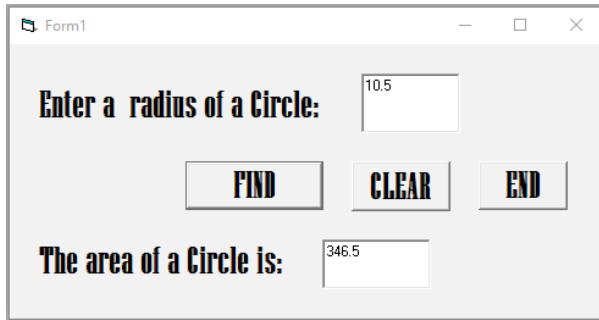 Form1
Enter a radius of a Circle:
10.5
FIND
CLEAR
END
The area of a Circle is:
346.5